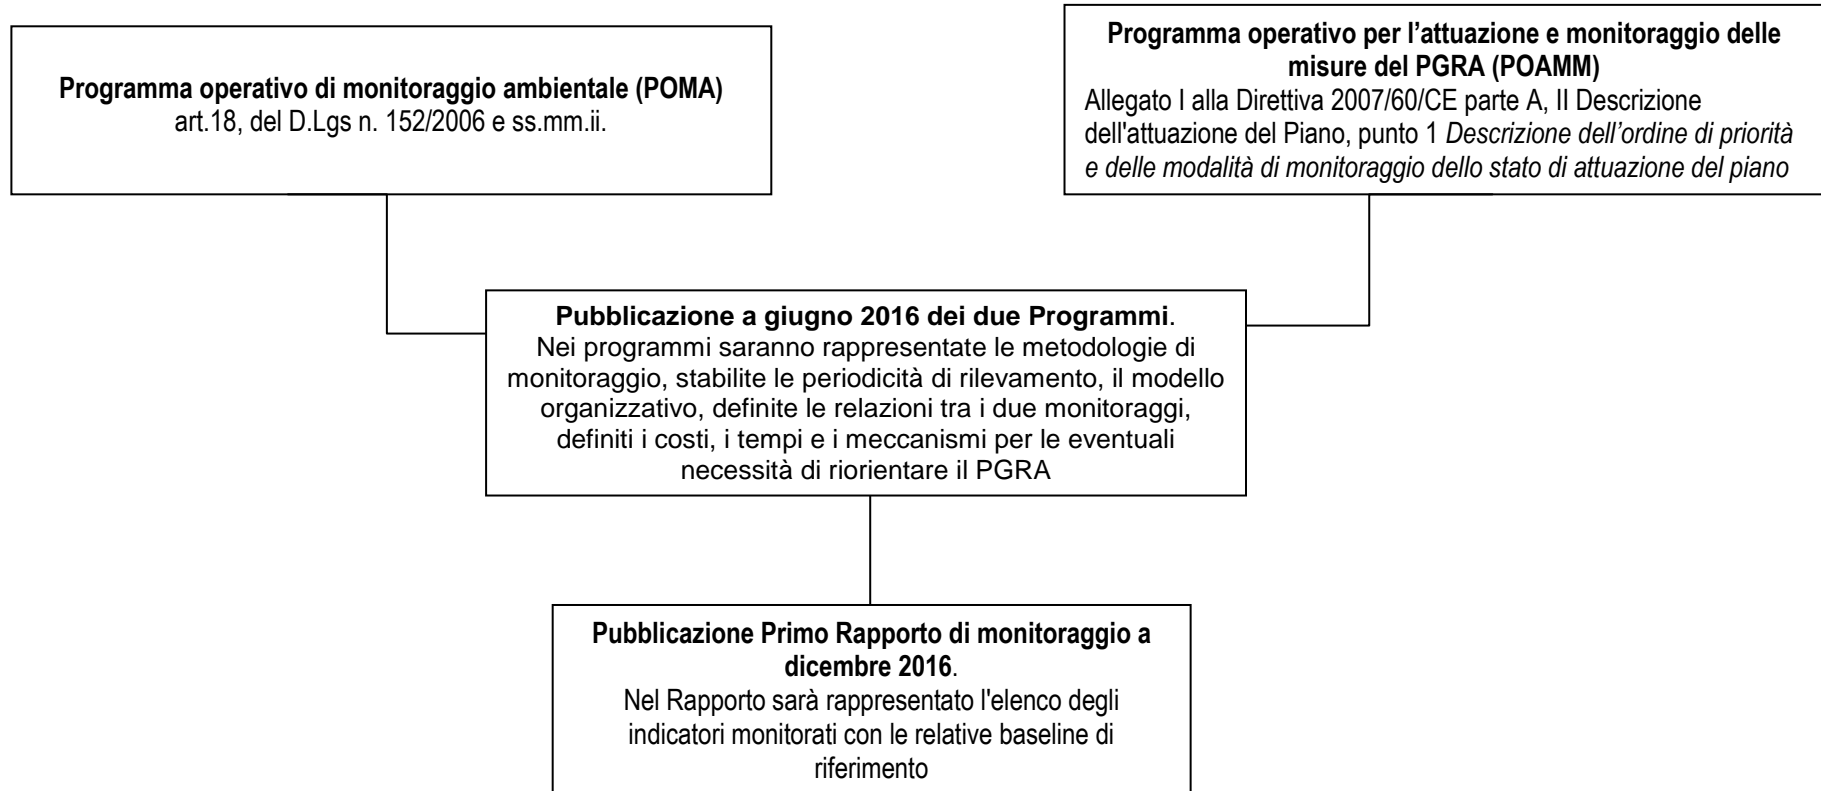 Programma operativo di monitoraggio ambientale (POMA)
art.18, del D.Lgs n. 152/2006 e ss.mm.ii.
Programma operativo per l’attuazione e monitoraggio delle
misure del PGRA (POAMM)
Allegato I alla Direttiva 2007/60/CE parte A, II Descrizione
dell'attuazione del Piano, punto 1 Descrizione dell’ordine di priorità
e delle modalità di monitoraggio dello stato di attuazione del piano
Pubblicazione a giugno 2016 dei due Programmi.
Nei programmi saranno rappresentate le metodologie di
monitoraggio, stabilite le periodicità di rilevamento, il modello
organizzativo, definite le relazioni tra i due monitoraggi,
definiti i costi, i tempi e i meccanismi per le eventuali
necessità di riorientare il PGRA
Pubblicazione Primo Rapporto di monitoraggio a
dicembre 2016.
Nel Rapporto sarà rappresentato l'elenco degli
indicatori monitorati con le relative baseline di
riferimento